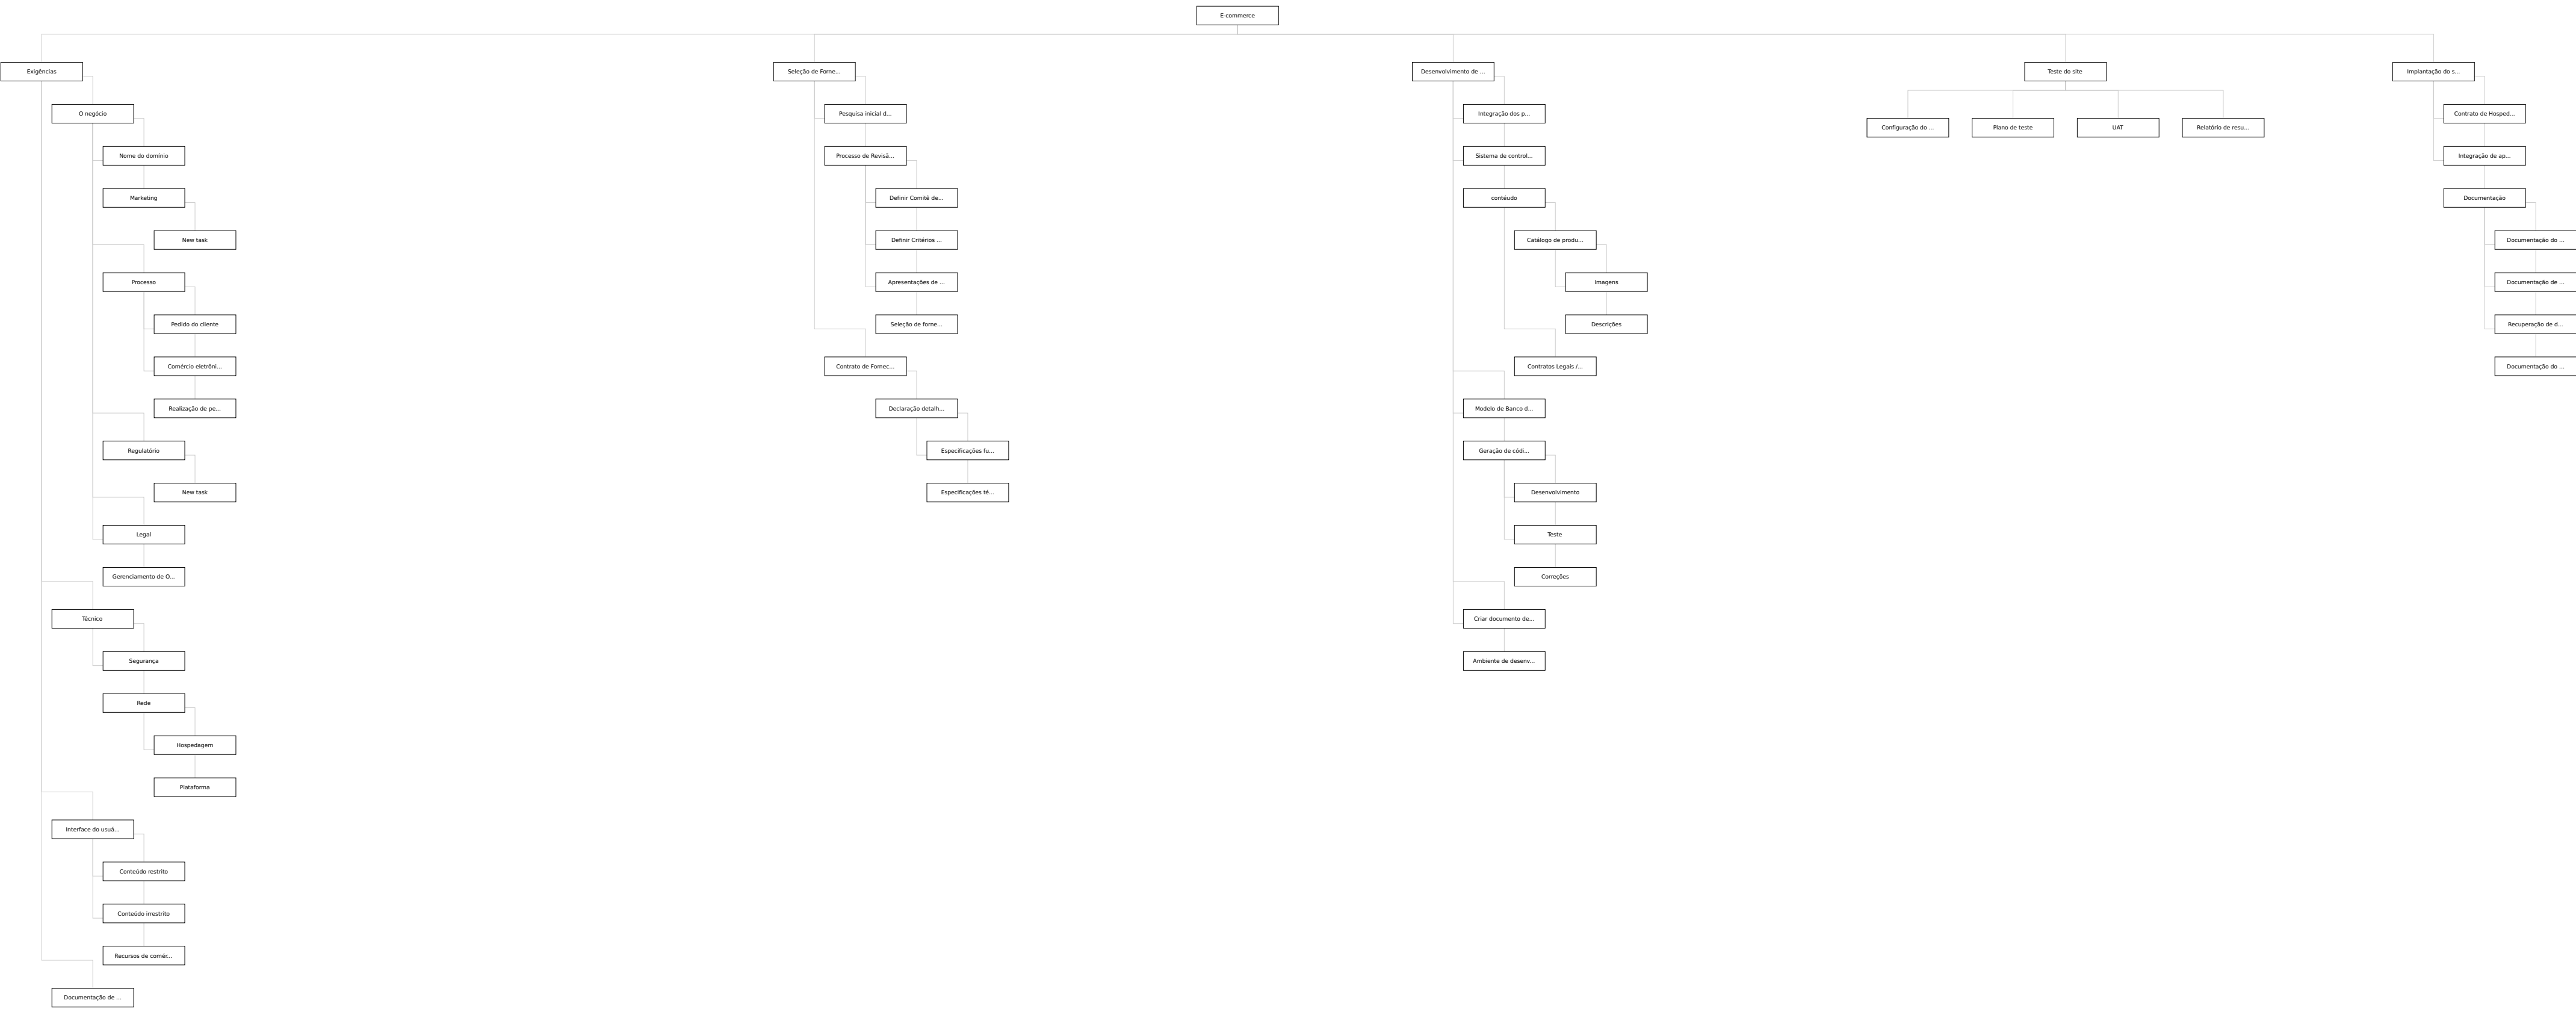 E-commerce
Exigências
O negócio
Nome do domínio
Marketing
New task
Processo
Pedido do cliente
Comércio eletrôni...
Realização de pe...
Regulatório
New task
Legal
Gerenciamento de O...
Técnico
Segurança
Rede
Hospedagem
Plataforma
Interface do usuá...
Conteúdo restrito
Conteúdo irrestrito
Recursos de comér...
Documentação de ...
Seleção de Forne...
Pesquisa inicial d...
Processo de Revisã...
Definir Comitê de...
Definir Critérios ...
Apresentações de ...
Seleção de forne...
Contrato de Fornec...
Declaração detalh...
Especificações fu...
Especificações té...
Desenvolvimento de ...
Integração dos p...
Sistema de control...
contéudo
Catálogo de produ...
Imagens
Descrições
Contratos Legais /...
Modelo de Banco d...
Geração de códi...
Desenvolvimento
Teste
Correções
Criar documento de...
Ambiente de desenv...
Teste do site
Configuração do ...
Plano de teste
UAT
Relatório de resu...
Implantação do s...
Contrato de Hosped...
Integração de ap...
Documentação
Documentação do ...
Documentação de ...
Recuperação de d...
Documentação do ...